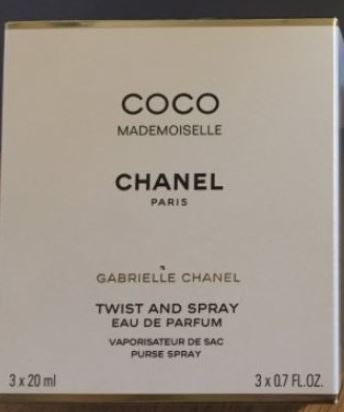 COCO
MADEMOISELLE
CHANEL
PARIS
GABRIELLE CHANEL
TWIST AND SPRAY
EAU DE PARFUM
VAPORISATEUR DE SAC
PURSE SPRAY
3 x 20 ml 3 x 0.7 FL.OZ.